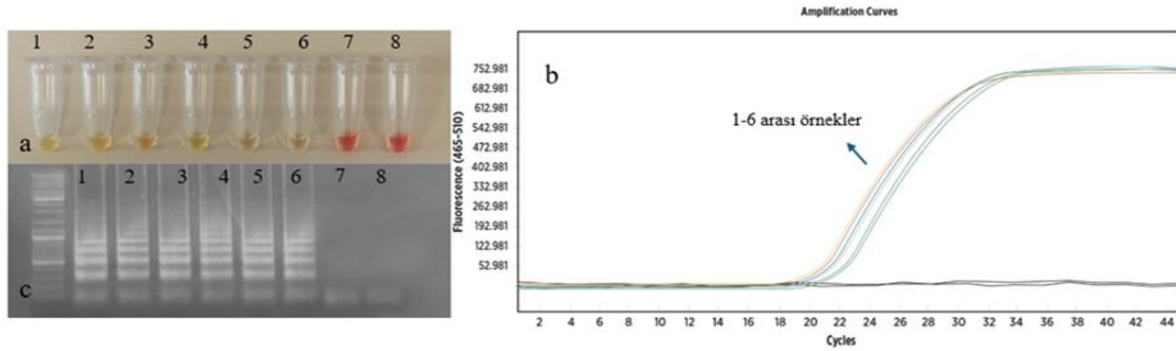 1 2 3 4 5 6 7 8
a
1 2 3 4 5 6 7 8
c
Amplification Curves
b
Fluorescence (465-510)
752.981
682.981
612.981
542.981
472.981
402.981
332.981
262.981
192.981
122.981
52.981
1-6 arası örnekler
2 4 6 8 10 12 14 16 18 20 22 24 26 28 30 32 34 36 38 40 42 44
Cycles